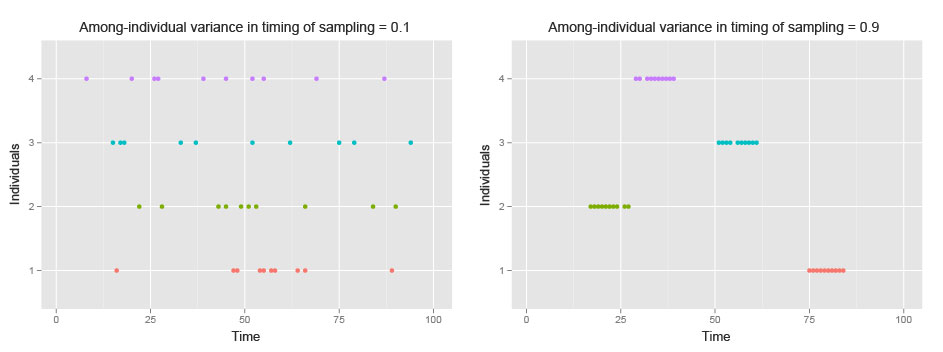 Among-individual variance in timing of sampling = 0.1
4
3
2
1
Individuals
0 25 50 75 100
Time
Among-individual variance in timing of sampling = 0.9
4
3
2
1
Individuals
0 25 50 75 100
Time